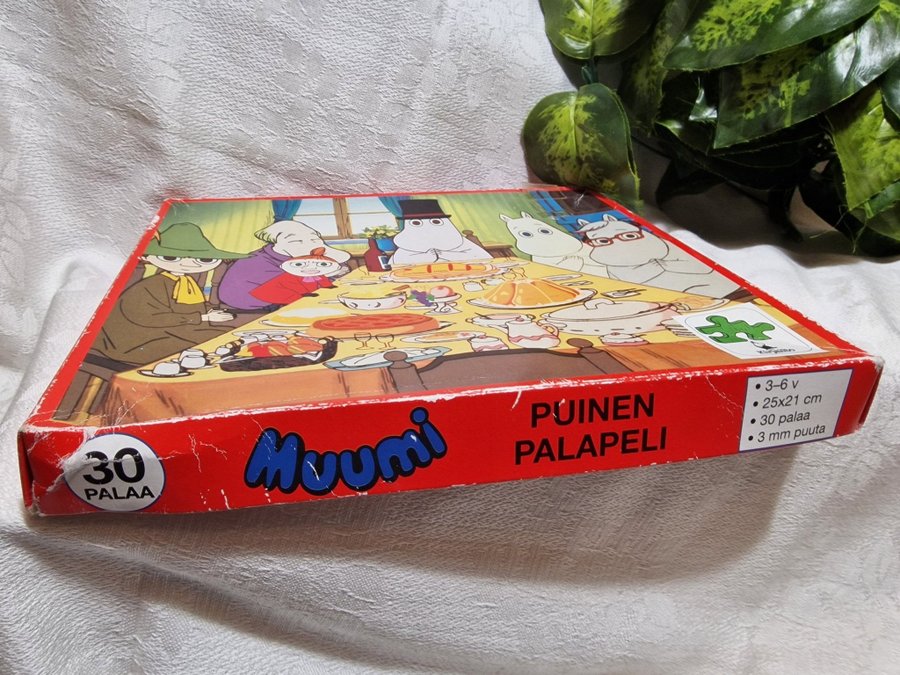 30
PALAA
Muumi
PUINEN
PALAPELI
• 3–6 v
• 25x21 cm
• 30 palaa
• 3 mm puuta